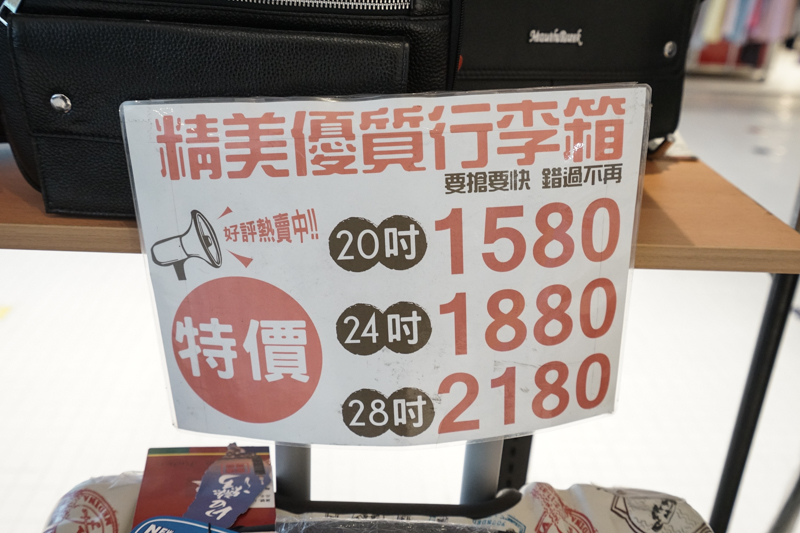 精美優質行李箱
要搶要快 錯過不再
好評熱賣中!!
特價
20吋 1580
24吋 1880
28吋 2180
NEW